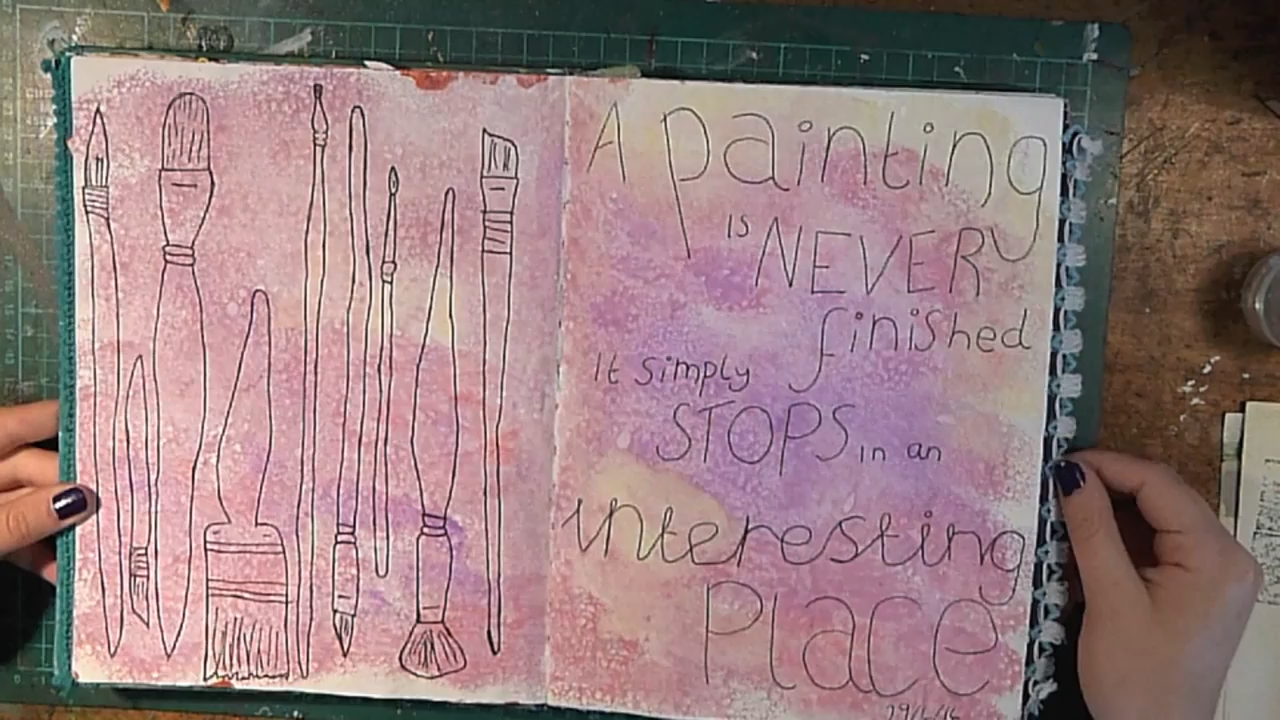 A painting
is NEVER
finished
It simply
STOPS in an
interesting
Place